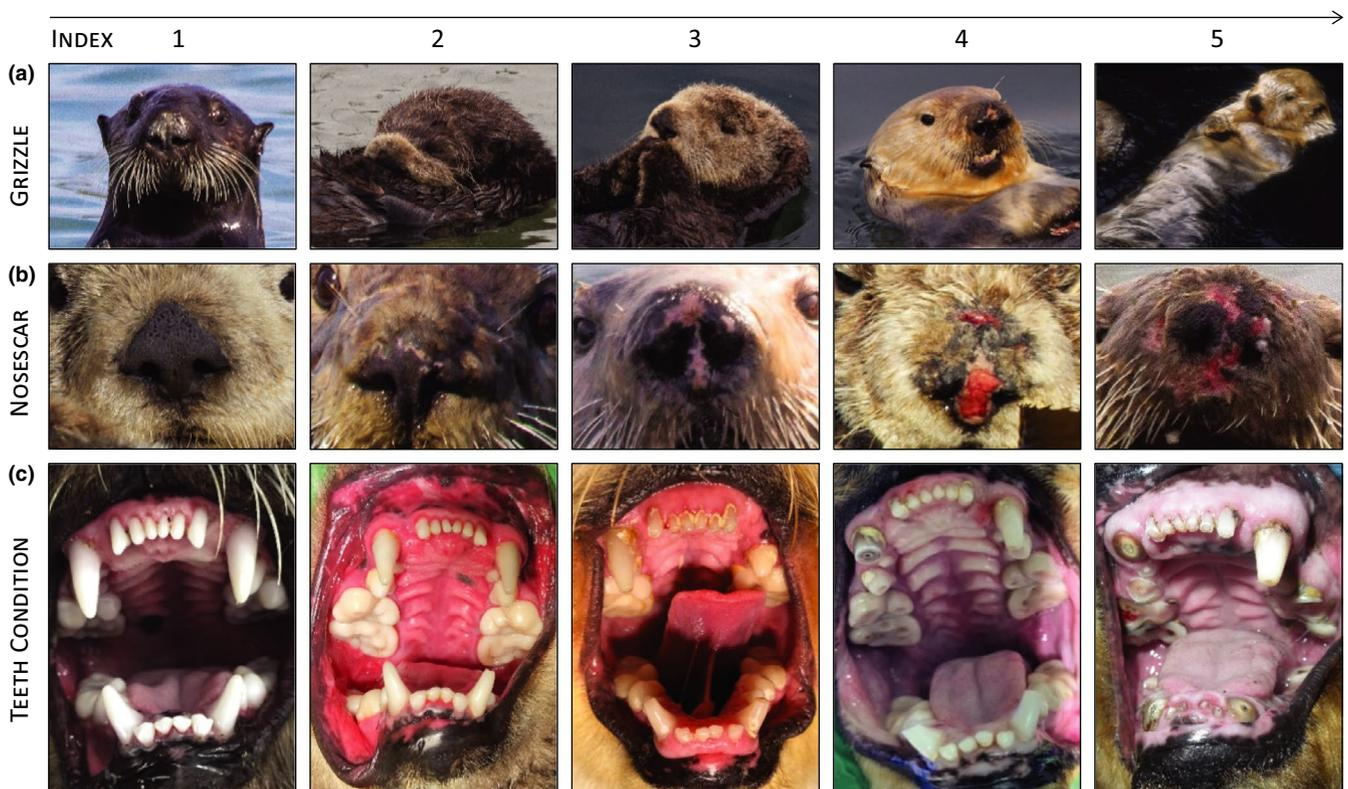 INDEX 1 2 3 4 5
(a)
GRIZZLE
(b)
NOSESCAR
(c)
TEETH CONDITION